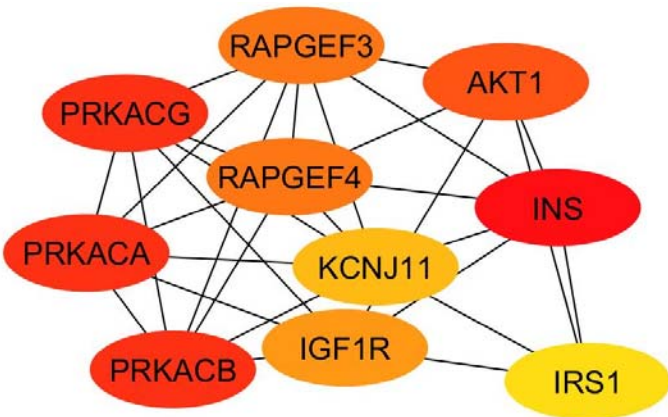 RAPGEF3
AKT1
PRKACG
RAPGEF4
INS
PRKACA
KCNJ11
IGF1R
PRKACB
IRS1